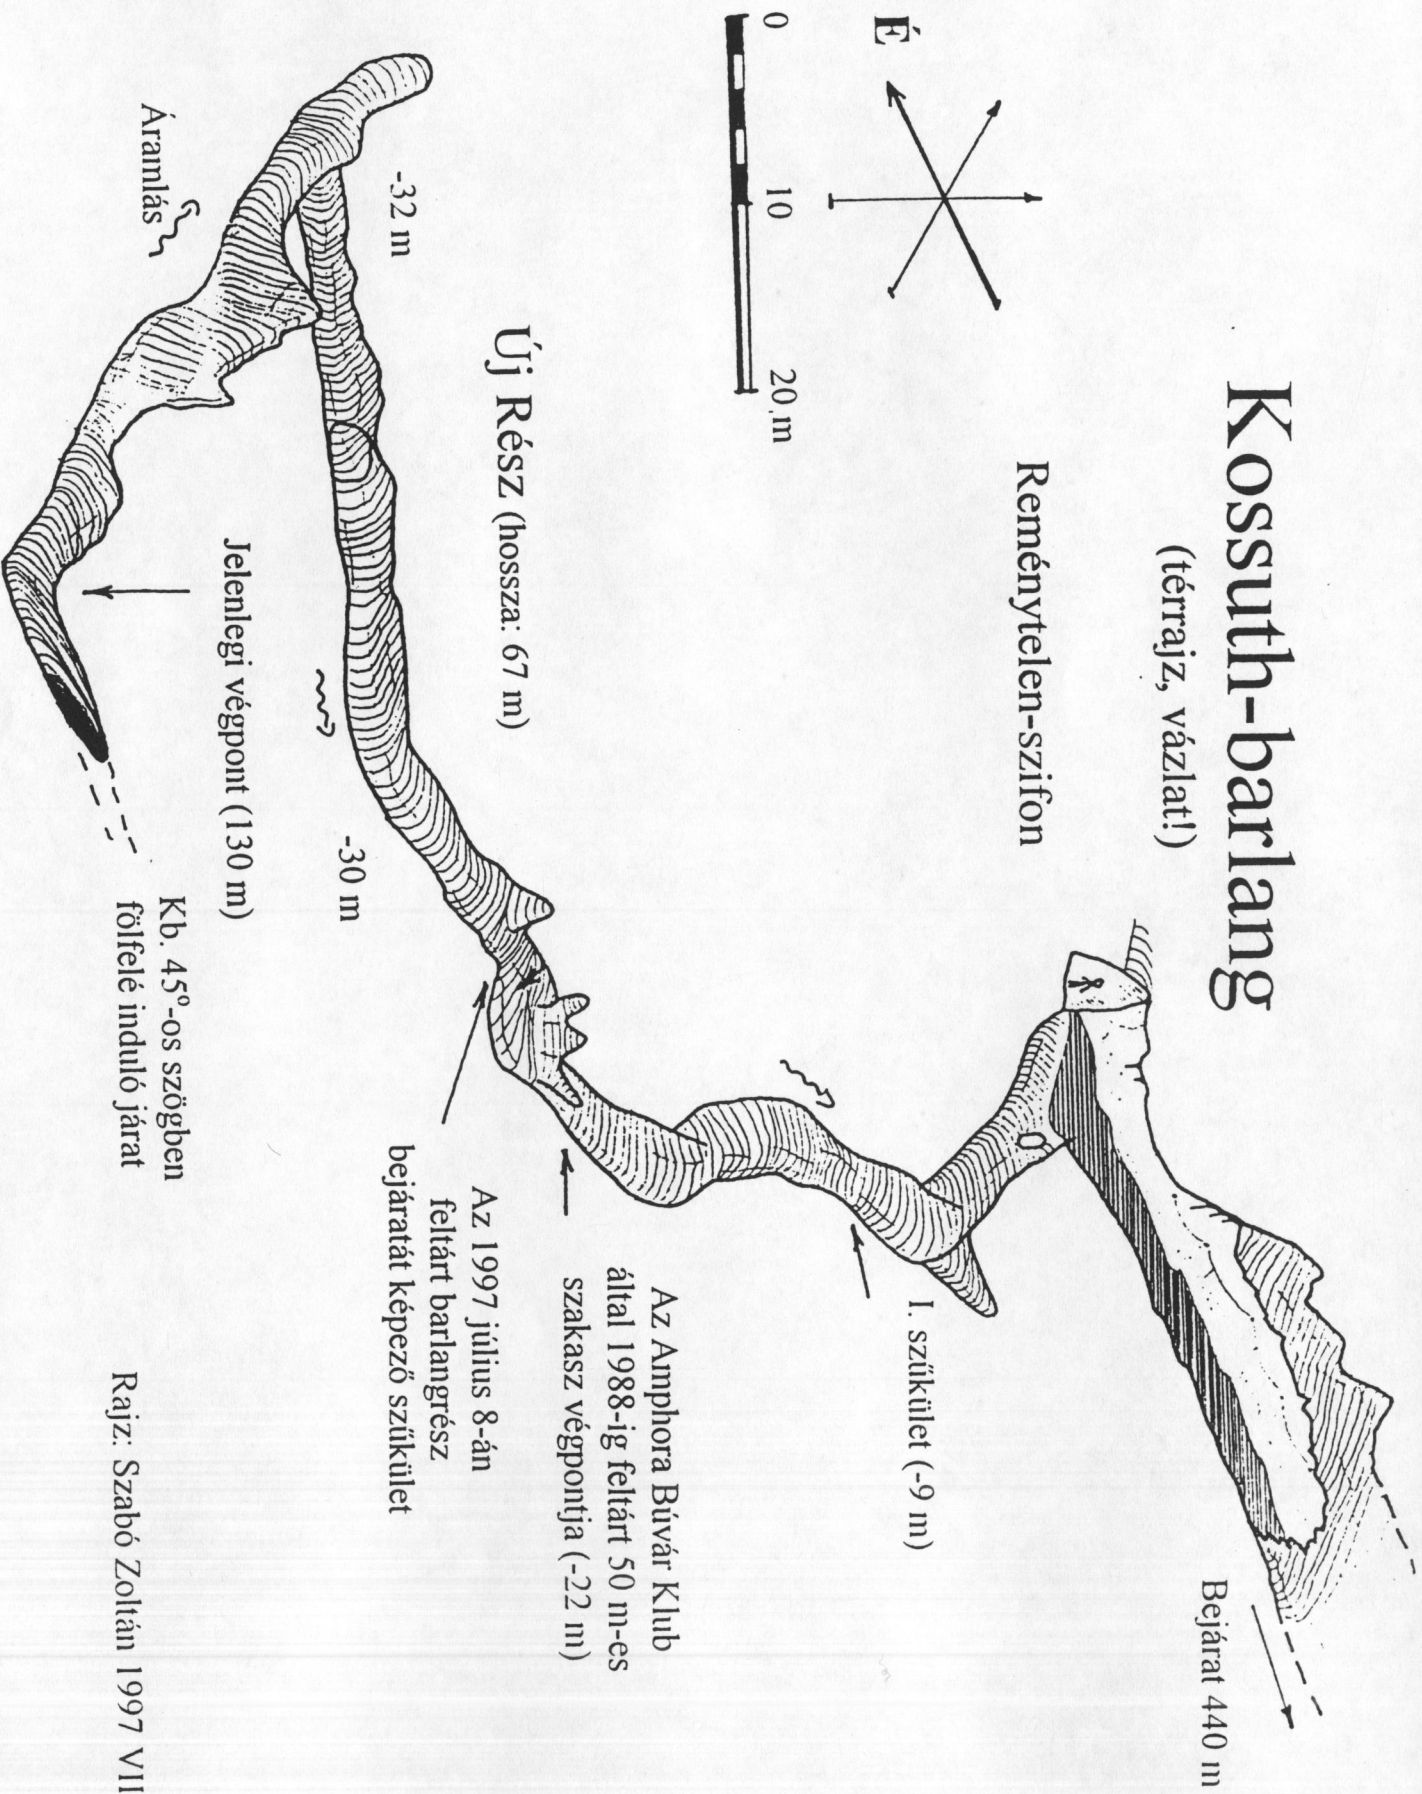 Kossuth-barlang
(térrajz, vázlat!)
Reménytelen-szifon
É
0
10
20 m
Bejárat 440 m
I. szűkület (-9 m)
Az Amphora Búvár Klub
által 1988-ig feltárt 50 m-es
szakasz végpontja (-22 m)
Az 1997 július 8-án
feltárt barlangrész
bejáratát képező szűkület
Új Rész (hossza: 67 m)
-32 m
-30 m
Áramlás
Jelenlegi végpont (130 m)
Kb. 45°-os szögben
fölfelé induló járat
Rajz: Szabó Zoltán 1997 VII